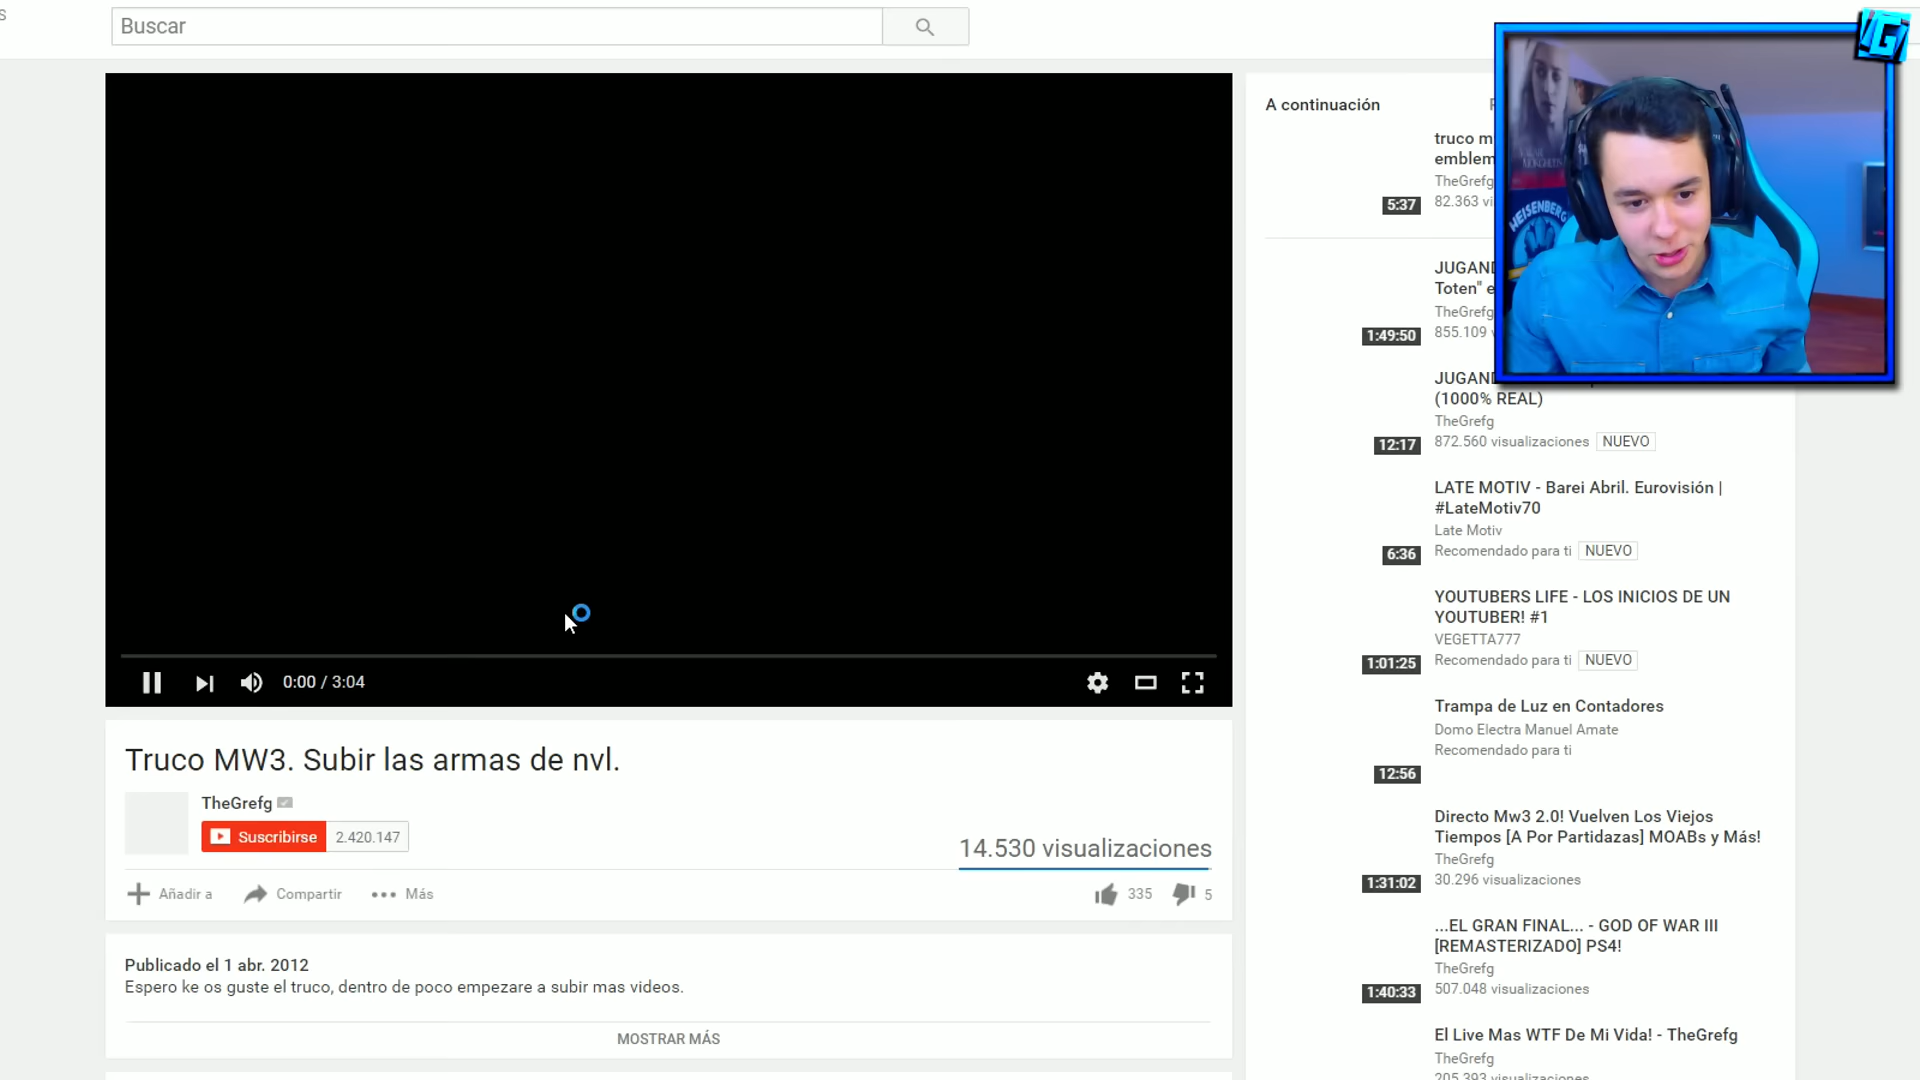 Buscar
A continuación
5:37
TheGrefg
82.363
JUGAND
Toten"
TheGrefg
855.109
1:49:50
JUGAND
(1000% REAL)
TheGrefg
872.560 visualizaciones NUEVO
12:17
LATE MOTIV - Barei Abril. Eurovisión |
#LateMotiv70
Late Motiv
Recomendado para ti NUEVO
6:36
YOUTUBERS LIFE - LOS INICIOS DE UN
YOUTUBER! #1
VEGETTA777
Recomendado para ti NUEVO
1:01:25
Trampa de Luz en Contadores
Domo Electra Manuel Amate
Recomendado para ti
12:56
Directo Mw3 2.0! Vuelven Los Viejos
Tiempos [A Por Partidazas] MOABs y Más!
TheGrefg
30.296 visualizaciones
1:31:02
...EL GRAN FINAL... - GOD OF WAR III
[REMASTERIZADO] PS4!
TheGrefg
507.048 visualizaciones
1:40:33
El Live Mas WTF De Mi Vida! - TheGrefg
TheGrefg
205.393 visualizaciones
HEISENBERG
G
0:00 / 3:04
Truco MW3. Subir las armas de nvl.
TheGrefg
Suscribirse 2.420.147
14.530 visualizaciones
Añadir a Compartir Más 335 5
Publicado el 1 abr. 2012
Espero ke os guste el truco, dentro de poco empezare a subir mas videos.
MOSTRAR MÁS